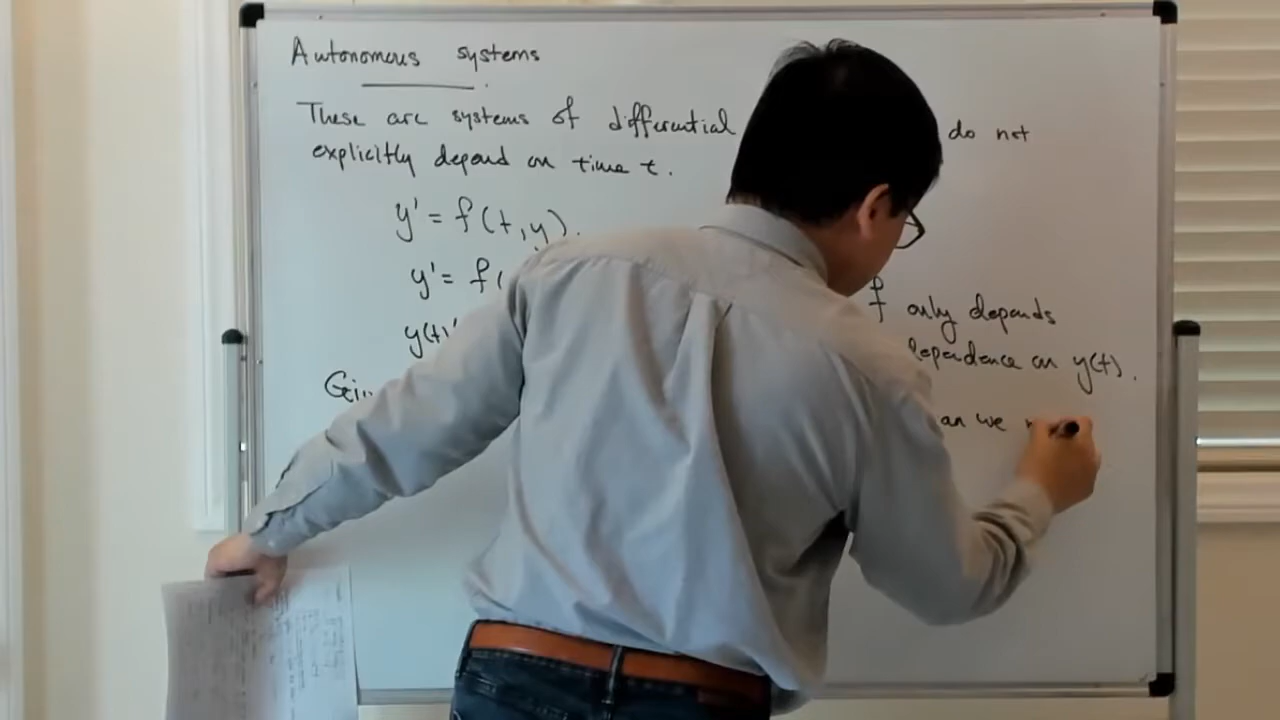 Autonomous systems
These are systems of differential do not
explicitly depend on time t.
y' = f(t, y).
y' = f(
f only depends
y(t)'
dependence on y(t).
an we